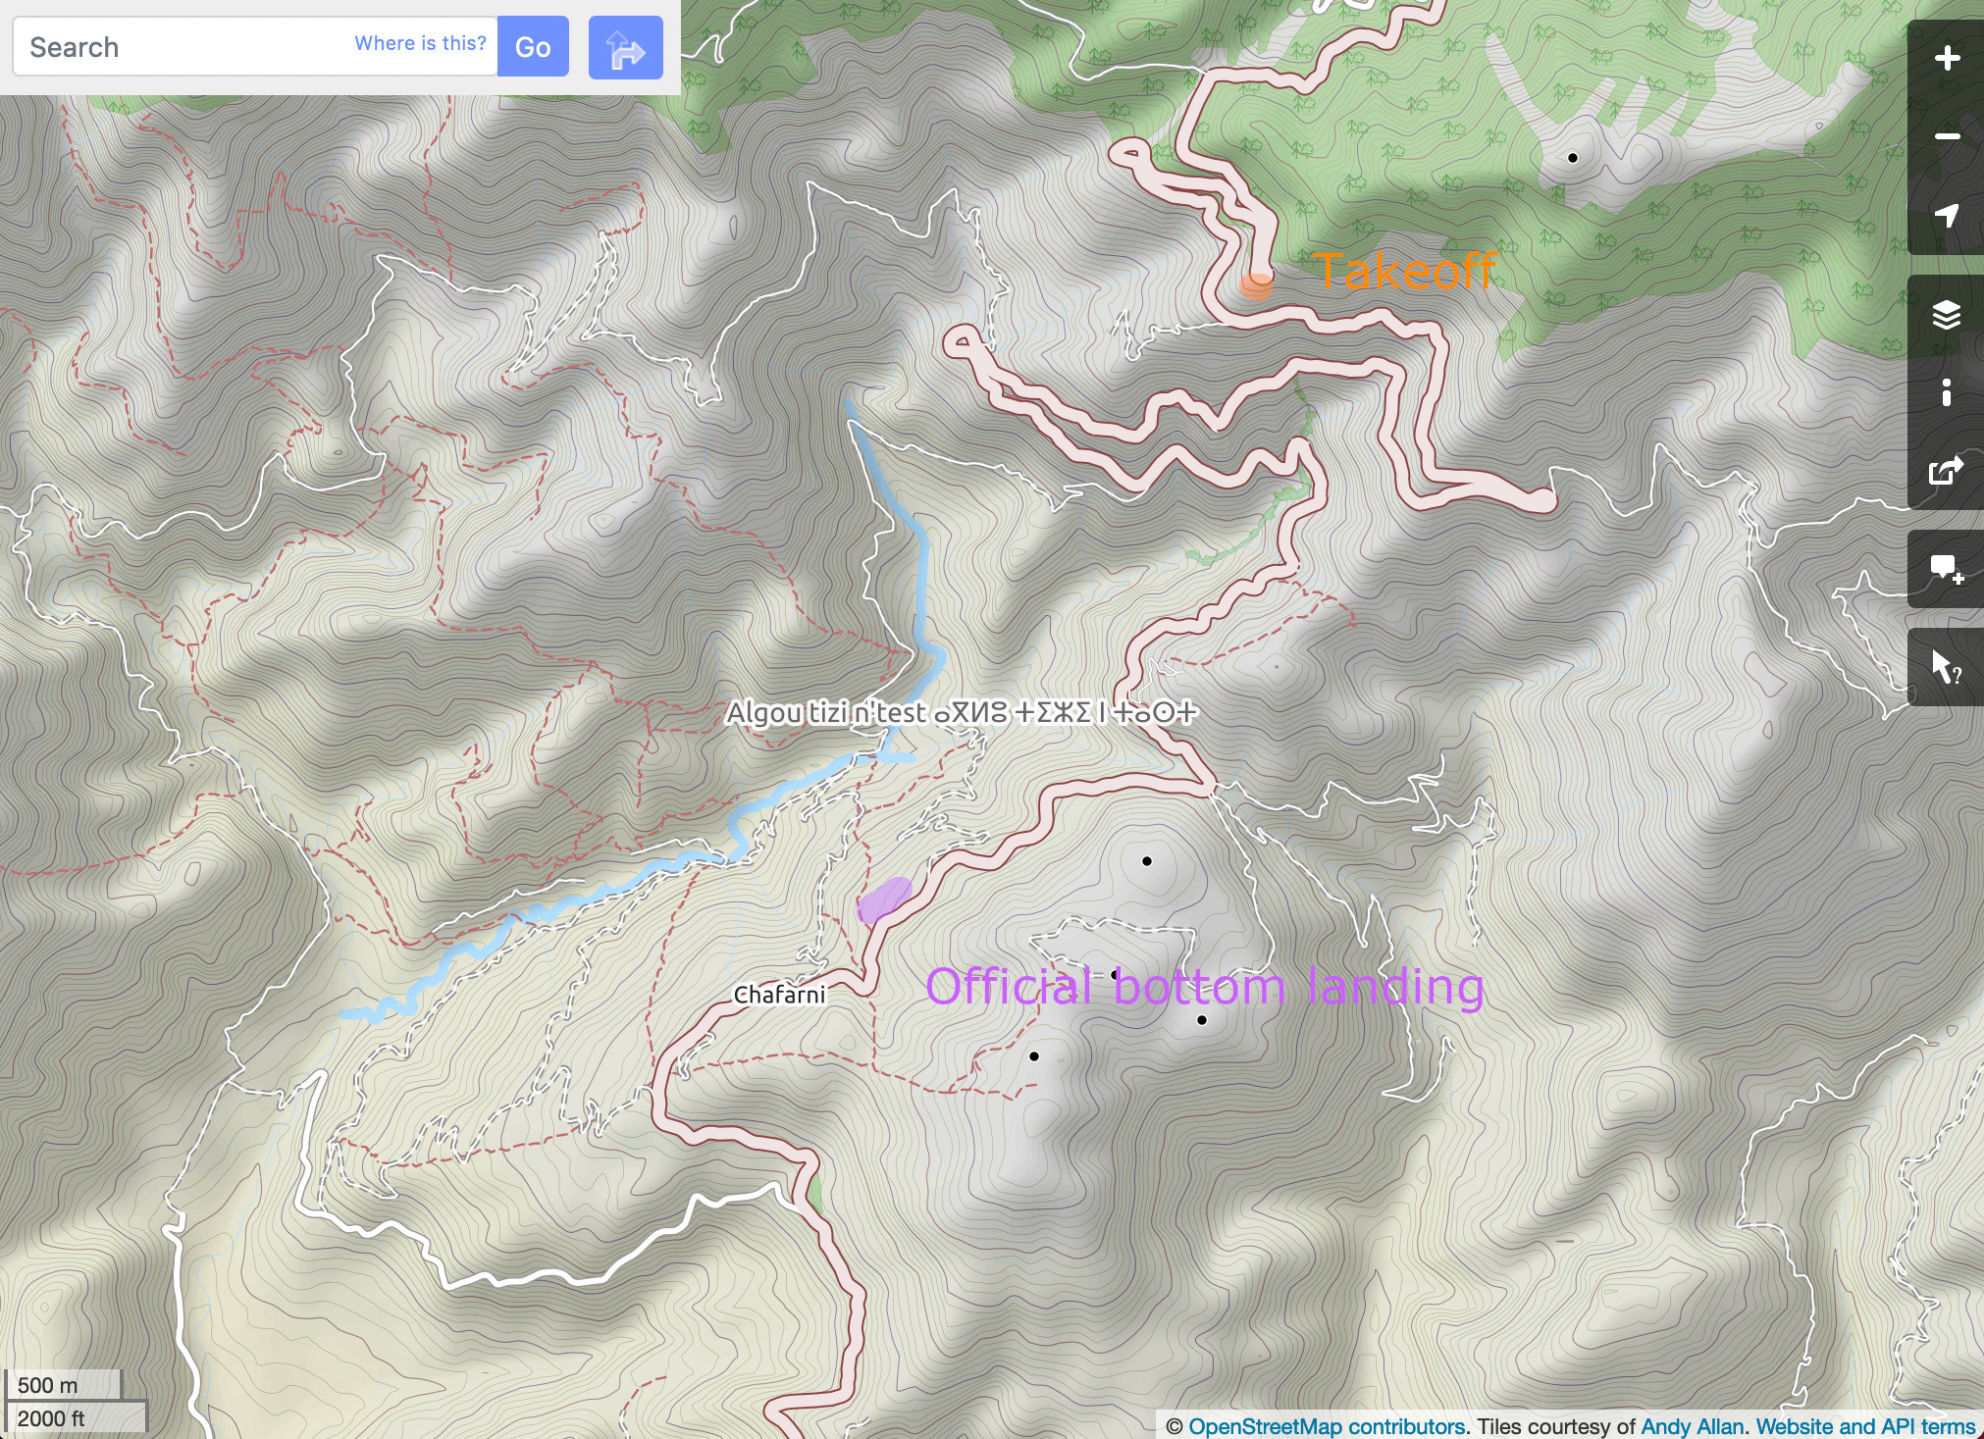 Search
Where is this?
Go
Takeoff
Algou tizi n'test ⴰⴳⵍⵓ ⵜⵉⵣⵉ ⵏ ⵜⴰⵙⵜ
Official bottom landing
Chafarni
500 m
2000 ft
© OpenStreetMap contributors. Tiles courtesy of Andy Allan. Website and API terms